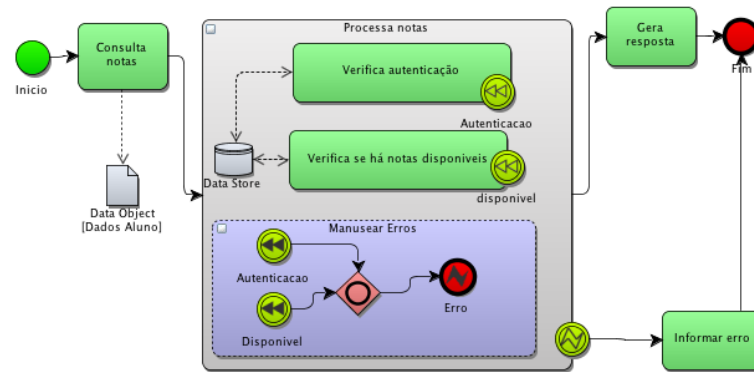 Processa notas
Gera
resposta
Consulta
notas
Verifica autenticação
Inicio
Fim
Autenticacao
Verifica se há notas disponiveis
Data Store
disponivel
Data Object
[Dados Aluno]
Manusear Erros
Autenticacao
Erro
Disponivel
Informar erro